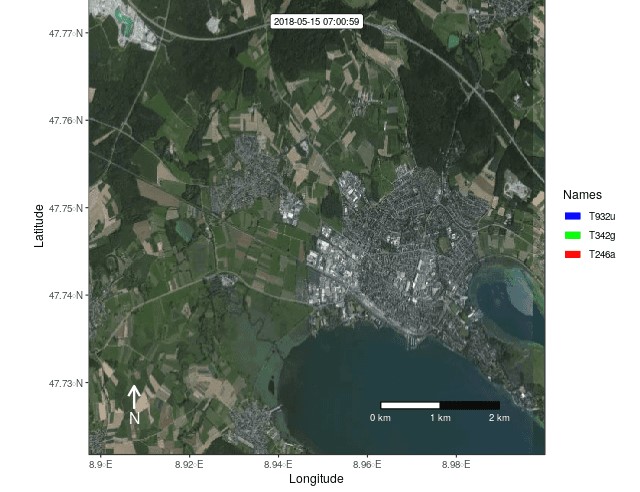 2018-05-15 07:00:59
47.77°N
47.76°N
47.75°N
47.74°N
47.73°N
Latitude
N
0 km 1 km 2 km
8.9°E 8.92°E 8.94°E 8.96°E 8.98°E
Longitude
Names
T932u
T342g
T246a